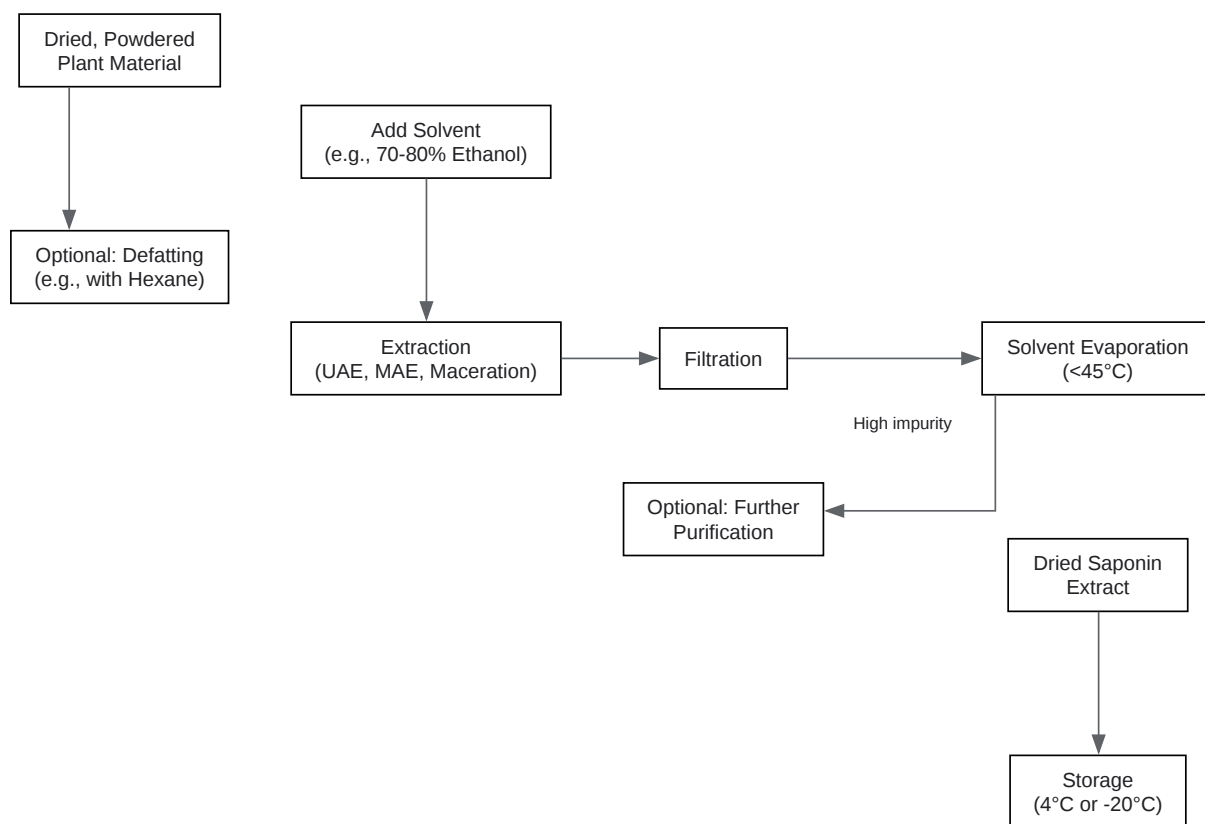 Dried, Powdered
Plant Material
Add Solvent
(e.g., 70-80% Ethanol)
Optional: Defatting
(e.g., with Hexane)
Extraction
(UAE, MAE, Maceration)
Filtration
Solvent Evaporation
(<45°C)
High impurity
Optional: Further
Purification
Dried Saponin
Extract
Storage
(4°C or -20°C)